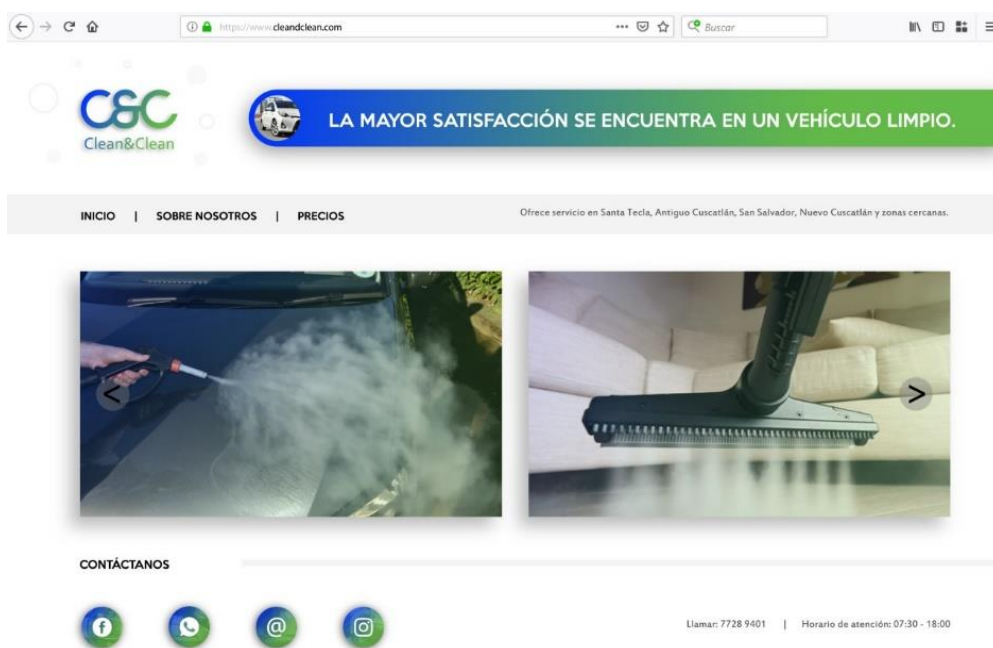 https://www.cleandclean.com
Buscar
C&C
Clean&Clean
LA MAYOR SATISFACCIÓN SE ENCUENTRA EN UN VEHÍCULO LIMPIO.
INICIO | SOBRE NOSOTROS | PRECIOS
Ofrece servicio en Santa Tecla, Antiguo Cuscatlán, San Salvador, Nuevo Cuscatlán y zonas cercanas.
< >
CONTÁCTANOS
Llamar: 7728 9401 | Horario de atención: 07:30 - 18:00